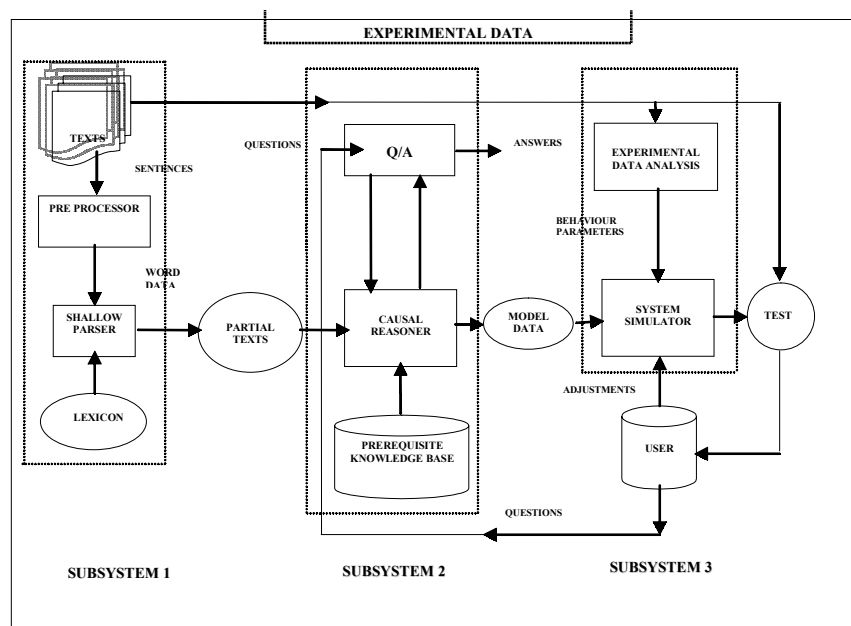 EXPERIMENTAL DATA
TEXTS
SENTENCES
PRE PROCESSOR
WORD
DATA
SHALLOW
PARSER
LEXICON
PARTIAL
TEXTS
QUESTIONS
Q/A
ANSWERS
CAUSAL
REASONER
PREREQUISITE
KNOWLEDGE BASE
MODEL
DATA
EXPERIMENTAL
DATA ANALYSIS
BEHAVIOUR
PARAMETERS
SYSTEM
SIMULATOR
TEST
ADJUSTMENTS
USER
QUESTIONS
SUBSYSTEM 1
SUBSYSTEM 2
SUBSYSTEM 3